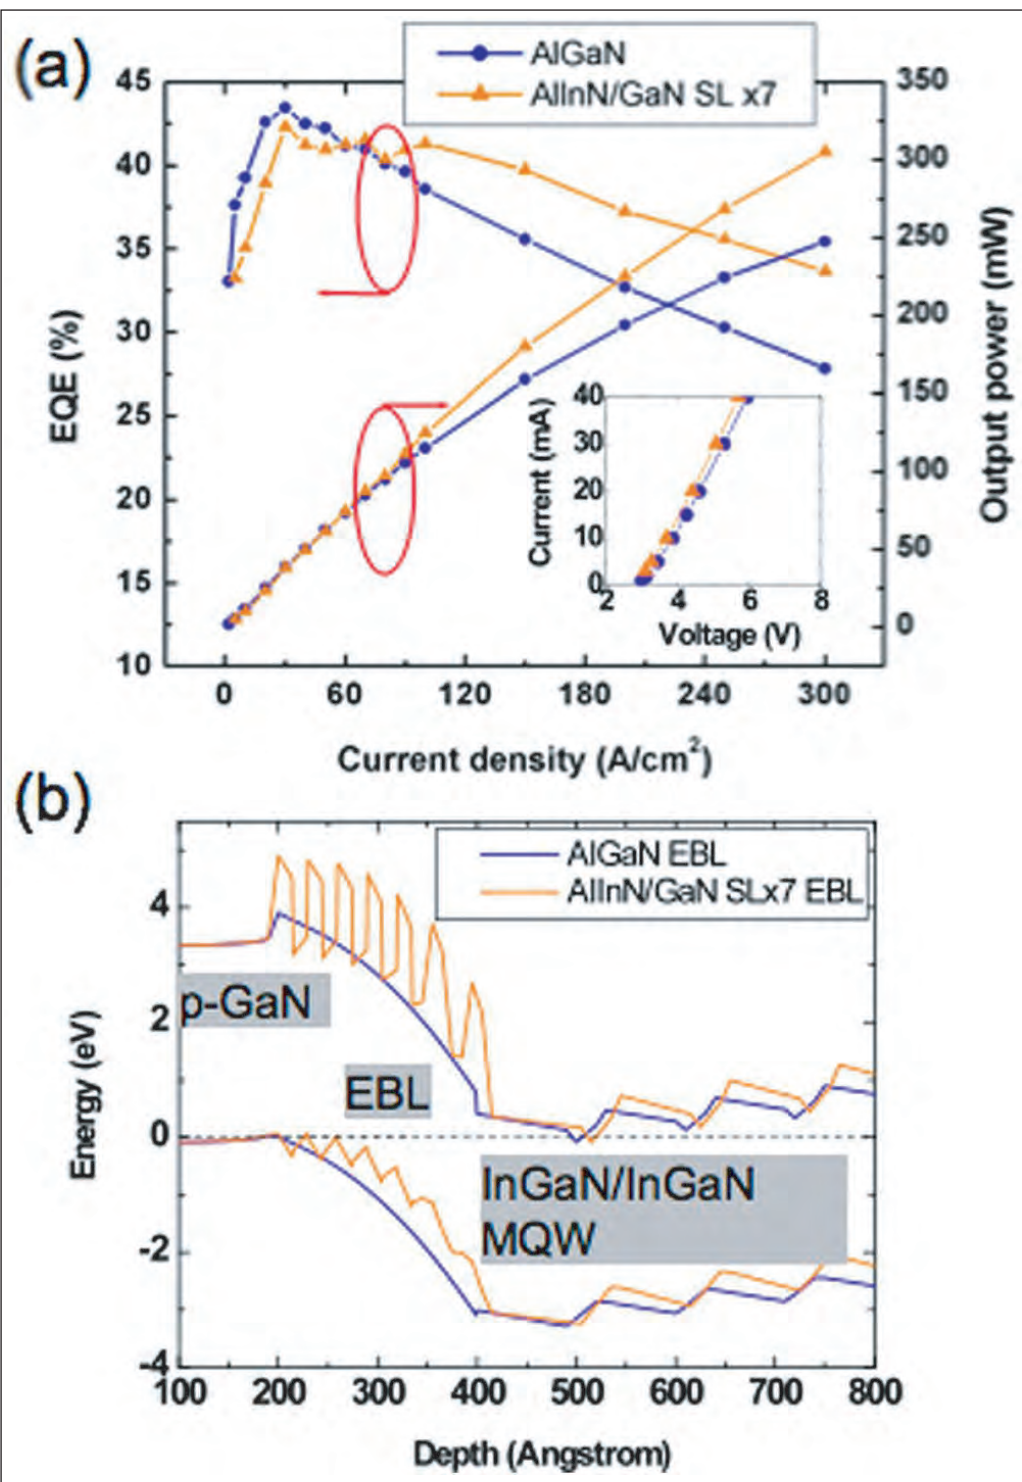 (a)
AlGaN
AlInN/GaN SL x7
45
40
35
30
25
20
15
10
EQE (%)
350
300
250
200
150
100
50
0
Output power (mW)
0 60 120 180 240 300
Current density (A/cm²)
40
30
20
10
0
Current (mA)
2 4 6 8
Voltage (V)
(b)
AlGaN EBL
AlInN/GaN SLx7 EBL
4
2
0
-2
-4
Energy (eV)
p-GaN
EBL
InGaN/InGaN
MQW
100 200 300 400 500 600 700 800
Depth (Angstrom)